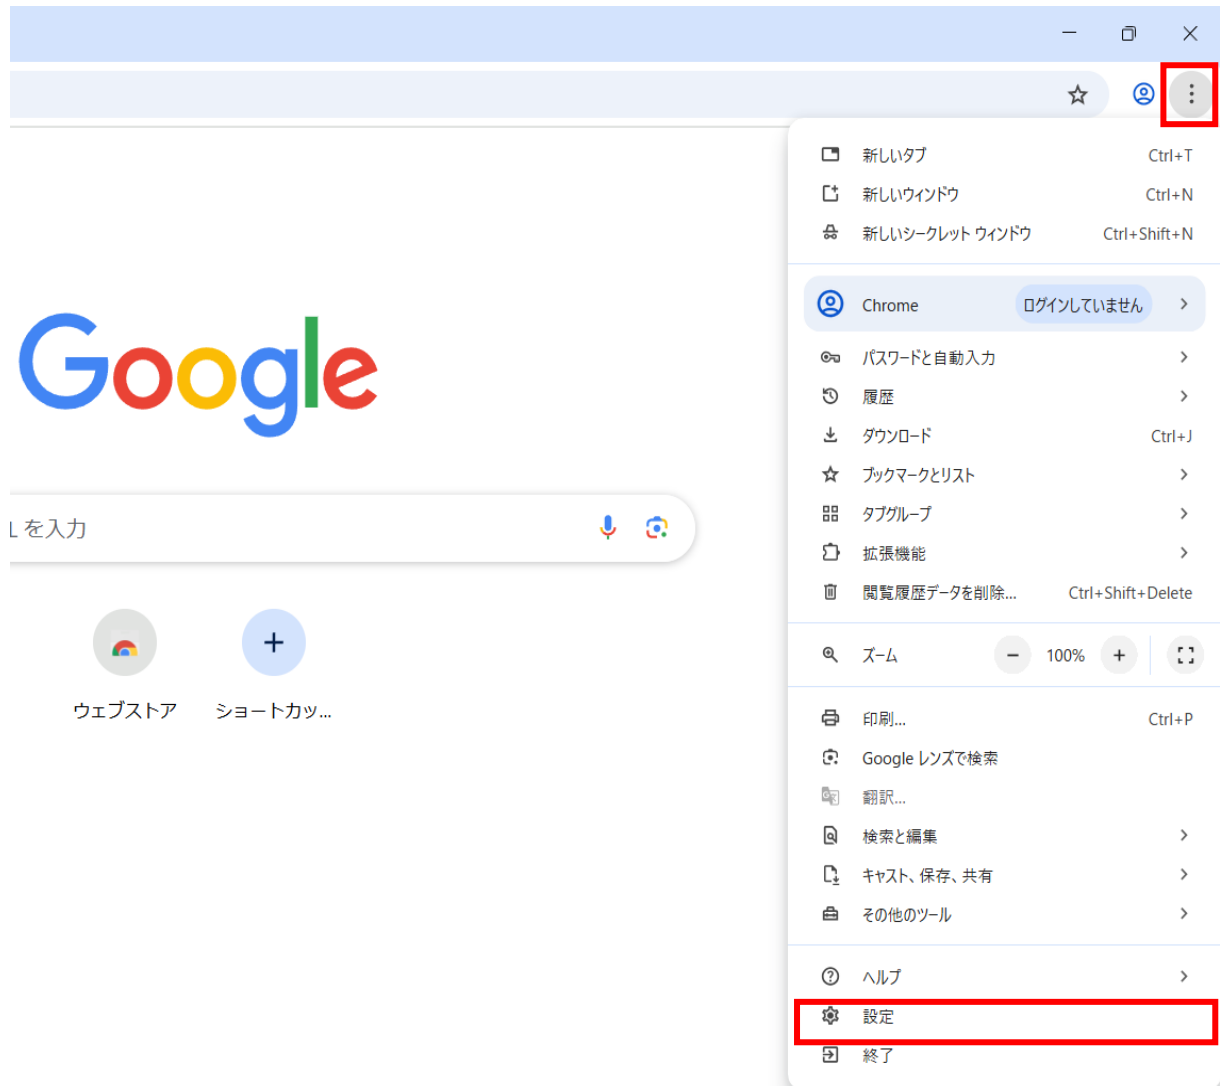 新しいタブ Ctrl+T
新しいウィンドウ Ctrl+N
新しいシークレット ウィンドウ Ctrl+Shift+N
Chrome ログインしていません
パスワードと自動入力
履歴
ダウンロード Ctrl+J
ブックマークとリスト
タブグループ
拡張機能
閲覧履歴データを削除... Ctrl+Shift+Delete
ズーム − 100% +
印刷... Ctrl+P
Google レンズで検索
翻訳...
検索と編集
キャスト、保存、共有
その他のツール
ヘルプ
設定
終了
Google
L を入力
ウェブストア ショートカッ...